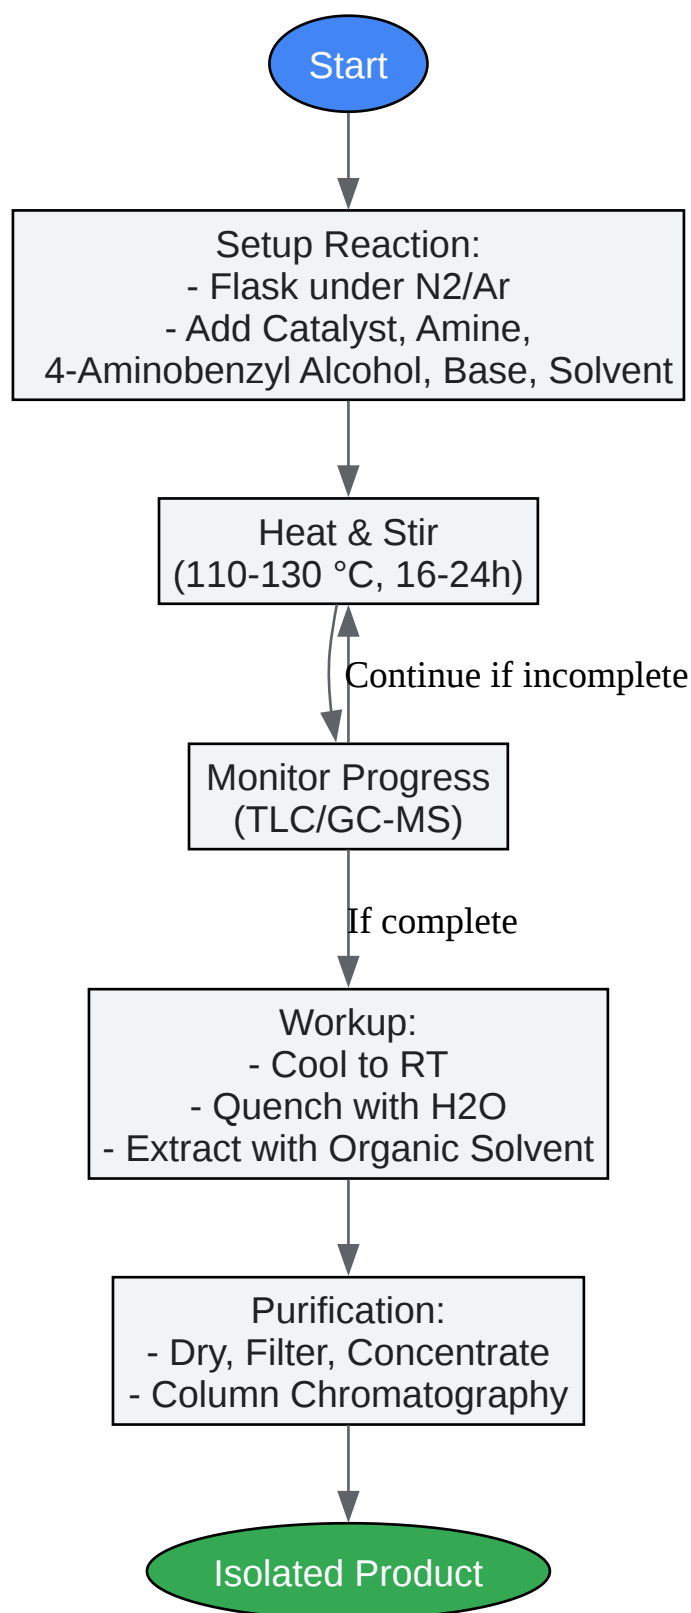 Start
Setup Reaction:
- Flask under N2/Ar
- Add Catalyst, Amine,
4-Aminobenzyl Alcohol, Base, Solvent
Heat & Stir
(110-130 °C, 16-24h)
Continue if incomplete
Monitor Progress
(TLC/GC-MS)
If complete
Workup:
- Cool to RT
- Quench with H2O
- Extract with Organic Solvent
Purification:
- Dry, Filter, Concentrate
- Column Chromatography
Isolated Product